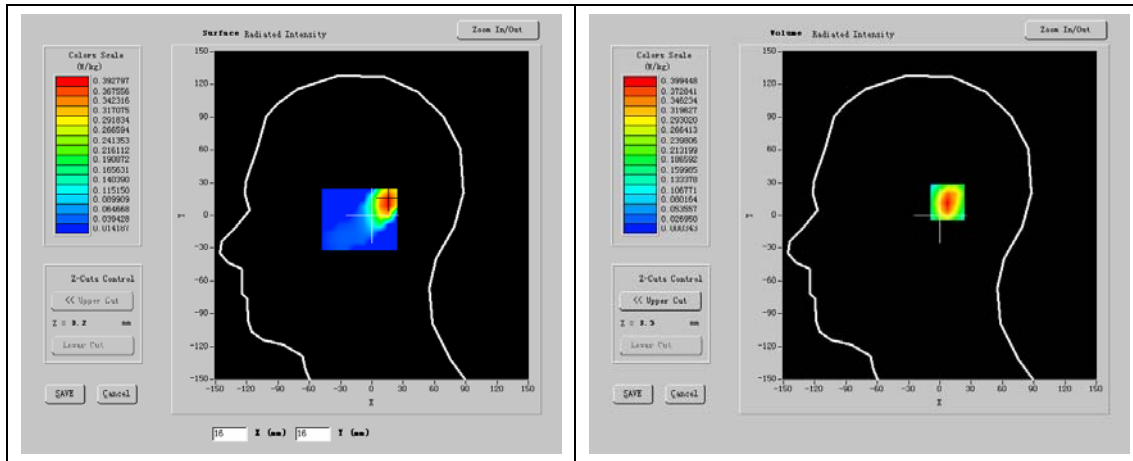 Surface Radiated Intensity
Zoom In/Out
Colors Scale
(W/kg)
0.392797
0.367556
0.342316
0.317075
0.291834
0.266594
0.241353
0.216112
0.190872
0.165631
0.140390
0.115150
0.089909
0.064668
0.039428
0.014187
Z-Cuts Control
<< Upper Cut
Z = mm
Lower Cut
SAVE Cancel
150
120
90
60
30
0
-30
-60
-90
-120
-150
Y
-150 -120 -90 -60 -30 0 30 60 90 120 150
X
16 X (mm) 16 Y (mm)
Volume Radiated Intensity
Zoom In/Out
Colors Scale
(W/kg)
0.399448
0.372841
0.346234
0.319627
0.293020
0.266413
0.239806
0.213199
0.186592
0.159985
0.133378
0.106771
0.080164
0.053557
0.026950
0.000343
Z-Cuts Control
<< Upper Cut
Z = mm
Lower Cut
SAVE Cancel
150
120
90
60
30
0
-30
-60
-90
-120
-150
Y
-150 -120 -90 -60 -30 0 30 60 90 120 150
X